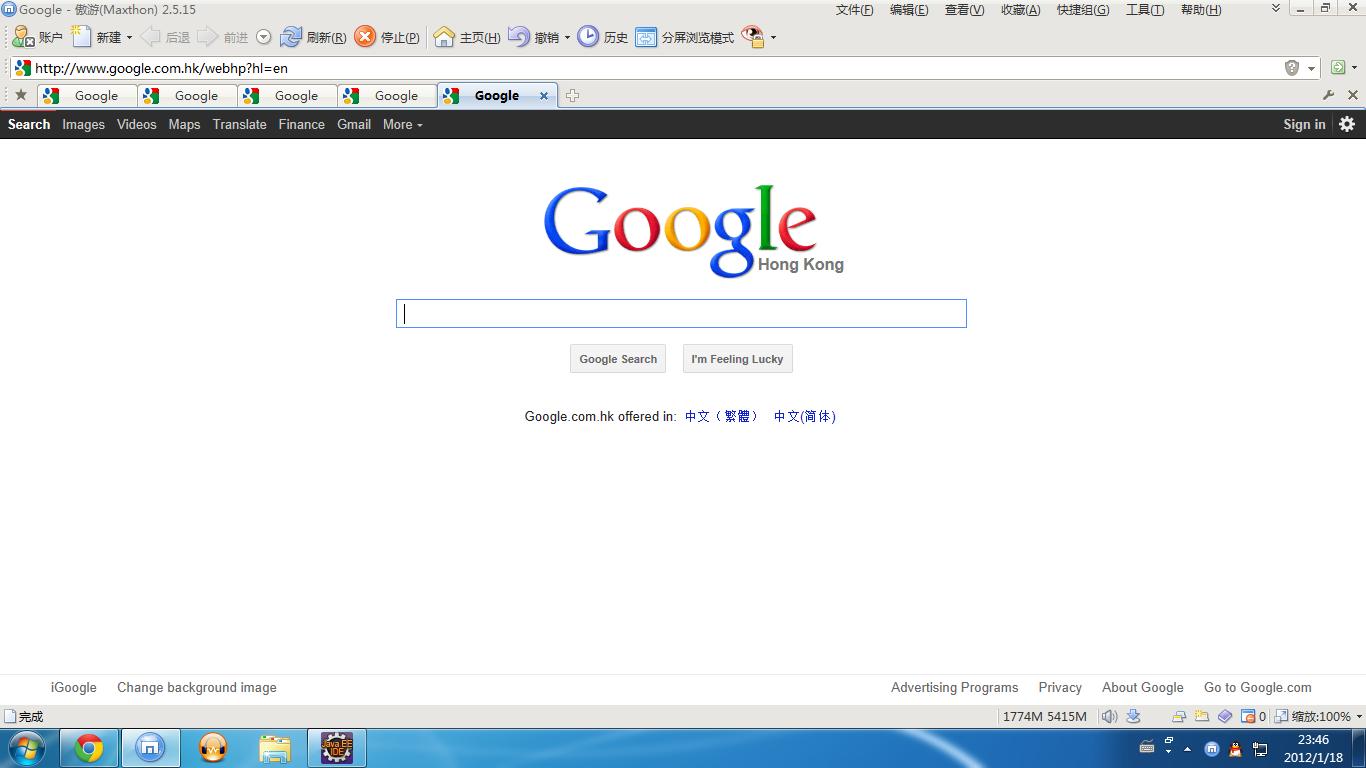 Google - 傲游(Maxthon) 2.5.15
文件(F) 编辑(E) 查看(V) 收藏(A) 快捷组(G) 工具(T) 帮助(H)
账户 新建 后退 前进 刷新(R) 停止(P) 主页(H) 撤销 历史 分屏浏览模式
http://www.google.com.hk/webhp?hl=en
Google Google Google Google Google
Search Images Videos Maps Translate Finance Gmail More Sign in
Google
Hong Kong
Google Search I'm Feeling Lucky
Google.com.hk offered in: 中文（繁體） 中文(简体)
iGoogle Change background image Advertising Programs Privacy About Google Go to Google.com
完成 1774M 5415M 0 缩放:100%
Java EE
IDE
23:46
2012/1/18